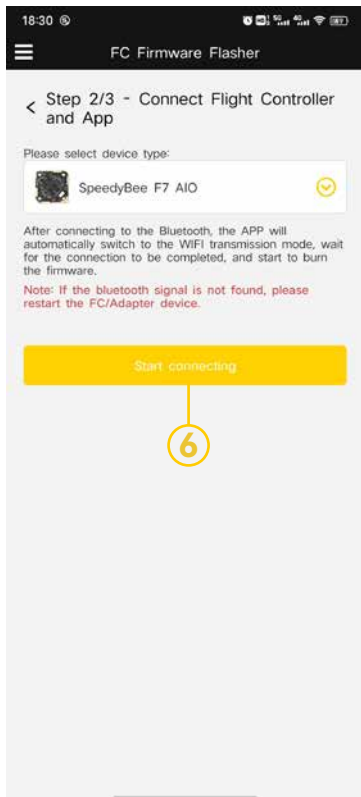 18:30
FC Firmware Flasher
< Step 2/3 - Connect Flight Controller
and App
Please select device type:
SpeedyBee F7 AIO
After connecting to the Bluetooth, the APP will
automatically switch to the WIFI transmission mode, wait
for the connection to be completed, and start to burn
the firmware.
Note: If the bluetooth signal is not found, please
restart the FC/Adapter device.
Start connecting
6